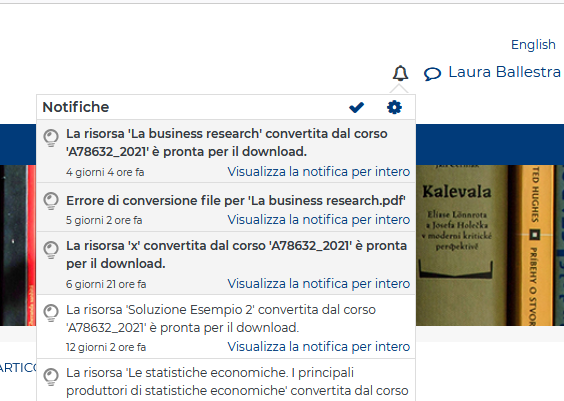 English
Laura Ballestra
Notifiche
La risorsa 'La business research' convertita dal corso
'A78632_2021' è pronta per il download.
4 giorni 4 ore fa
Visualizza la notifica per intero
Errore di conversione file per 'La business research.pdf'
5 giorni 2 ore fa
Visualizza la notifica per intero
La risorsa 'x' convertita dal corso 'A78632_2021' è pronta
per il download.
6 giorni 21 ore fa
Visualizza la notifica per intero
La risorsa 'Soluzione Esempio 2' convertita dal corso
'A78632_2021' è pronta per il download.
12 giorni 2 ore fa
Visualizza la notifica per intero
La risorsa 'Le statistiche economiche. I principali
produttori di statistiche economiche' convertita dal corso
Kalevala
Eliase Lönnrota
a Josefa Holečka
v moderní kritické
perspektivě
TED HUGHES
PŘÍBĚHY O STVO
ARTICO